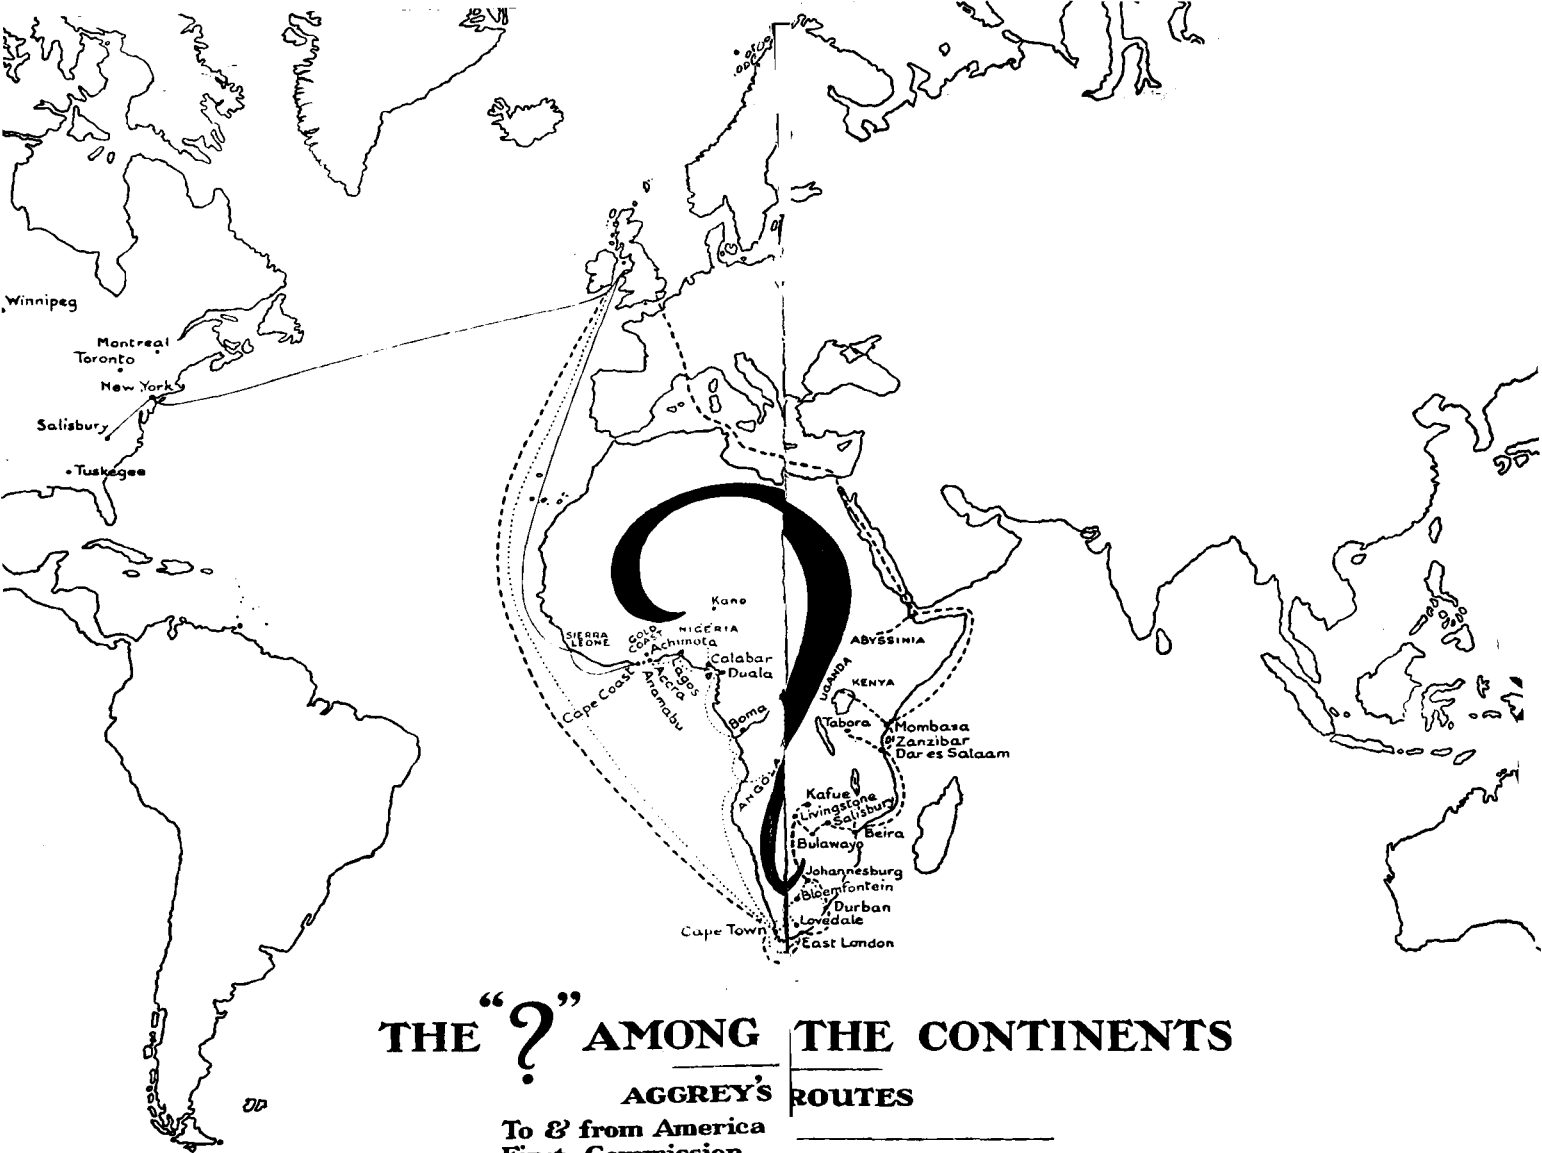 Winnipeg
Montreal
Toronto
New York
Salisbury
Tuskegee
Kano
SIERRA
LEONE
GOLD
COAST
NIGERIA
Achimota
Calabar
Duala
Lagos
Accra
Anamabu
Cape Coast
Boma
ANGOLA
ABYSSINIA
UGANDA
KENYA
Tabora
Mombasa
Zanzibar
Dar es Salaam
Kafue
Livingstone
Salisbury
Beira
Bulawayo
Johannesburg
Bloemfontein
Durban
Lovedale
Cape Town
East London
THE “?” AMONG THE CONTINENTS
AGGREY'S ROUTES
To & from America
First Commission